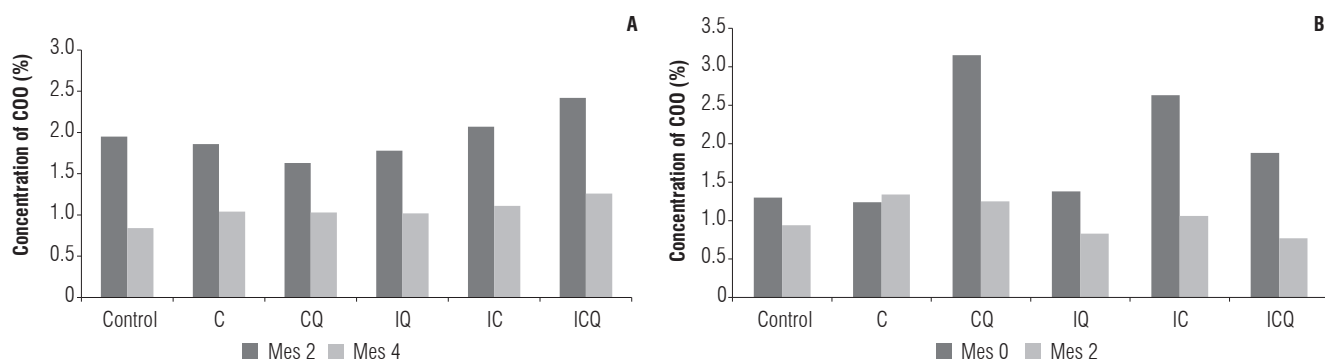 A
Concentration of COO (%)
3.0
2.5
2.0
1.5
1.0
0.5
0
Control C CQ IQ IC ICQ
Mes 2 Mes 4
B
Concentration of COO (%)
3.5
3.0
2.5
2.0
1.5
1.0
0.5
0
Control C CQ IQ IC ICQ
Mes 0 Mes 2